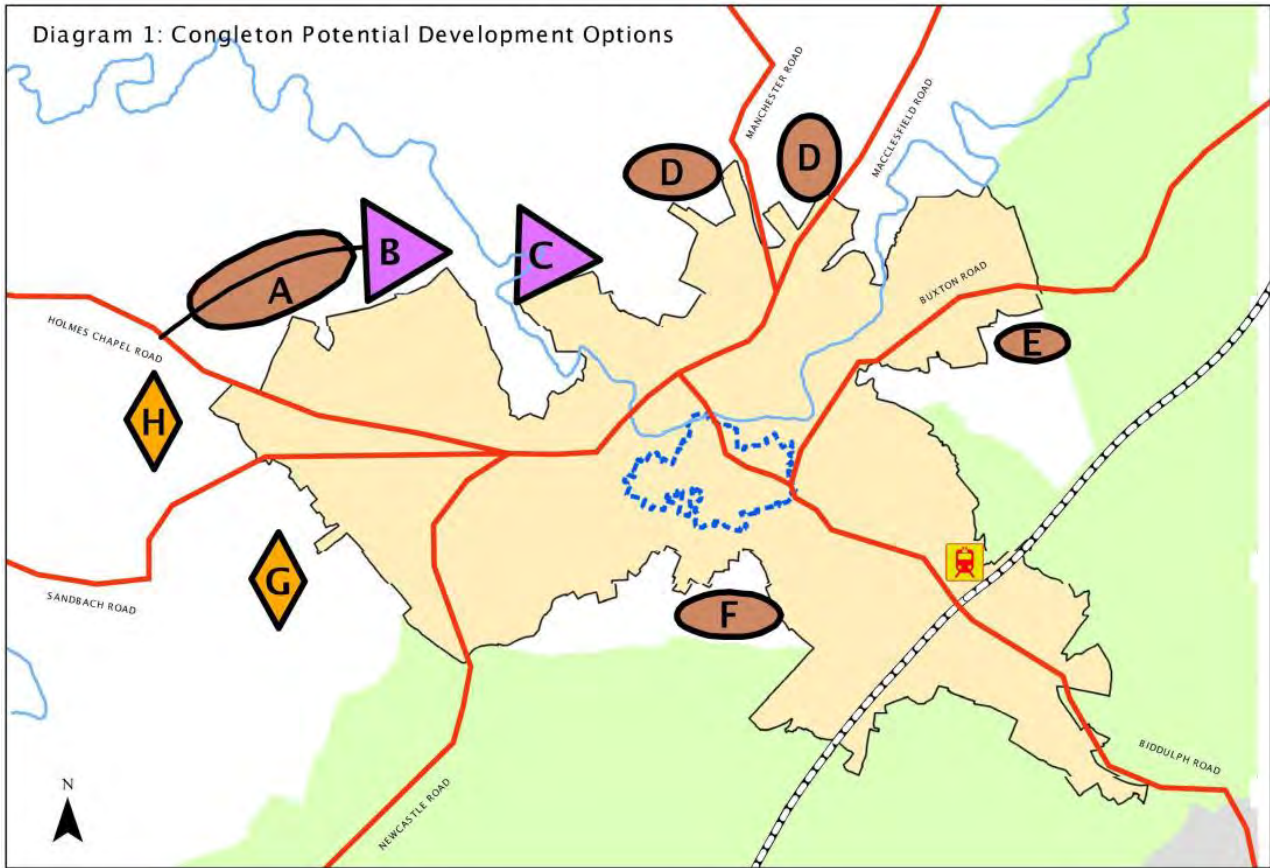 Diagram 1: Congleton Potential Development Options
MANCHESTER ROAD
MACCLESFIELD ROAD
D
D
B
C
A
BUXTON ROAD
HOLMES CHAPEL ROAD
E
H
G
SANDBACH ROAD
F
BIDDULPH ROAD
NEWCASTLE ROAD
N